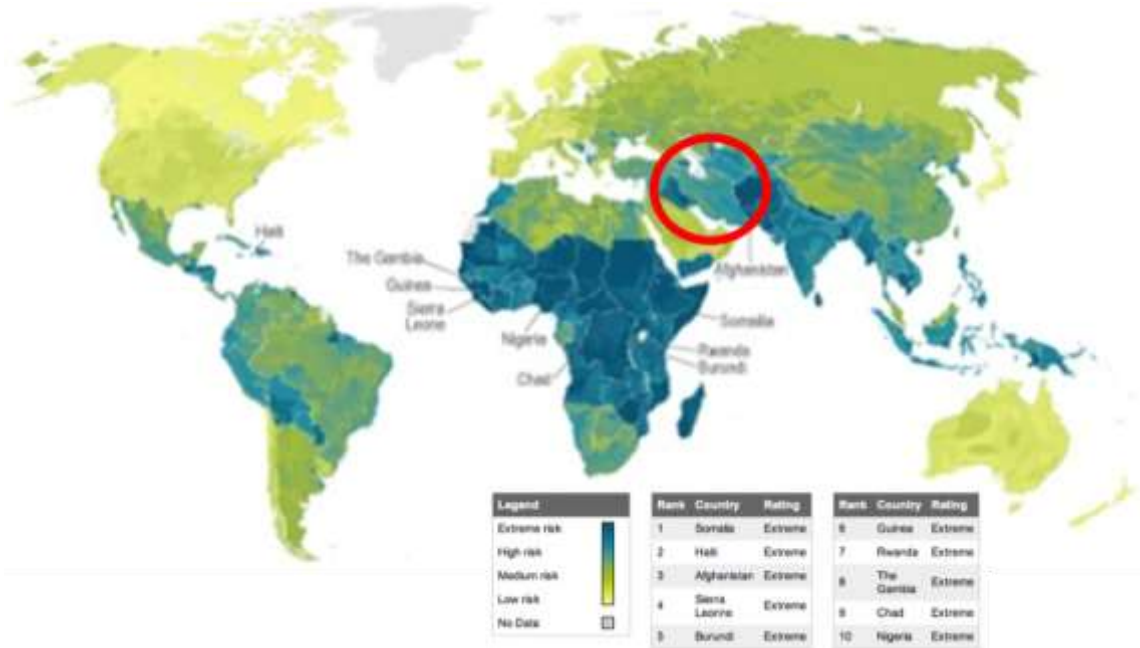 Haiti
The Gambia
Guinea
Sierra
Leone
Nigeria
Chad
Afghanistan
Somalia
Rwanda
Burundi
Legend
Extreme risk
High risk
Medium risk
Low risk
No Data
Rank Country Rating
1 Somalia Extreme
2 Haiti Extreme
3 Afghanistan Extreme
4 Sierra Leonne Extreme
5 Burundi Extreme
Rank Country Rating
6 Guinea Extreme
7 Rwanda Extreme
8 The Gambia Extreme
9 Chad Extreme
10 Nigeria Extreme